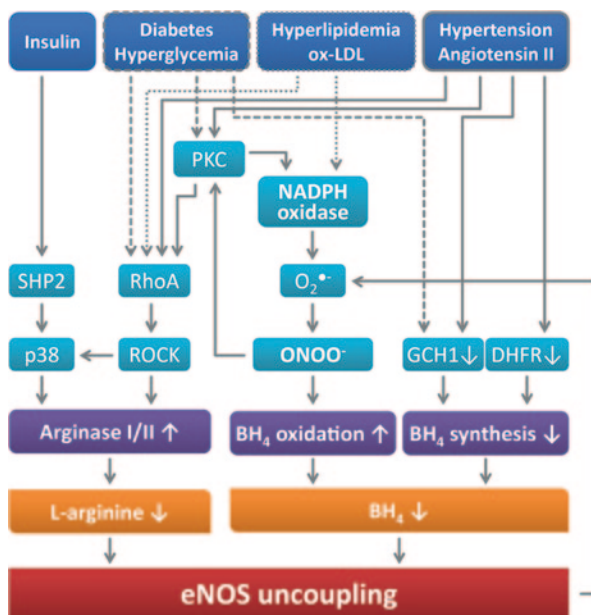 Insulin
Diabetes
Hyperglycemia
Hyperlipidemia
ox-LDL
Hypertension
Angiotensin II
PKC
NADPH
oxidase
SHP2
RhoA
O₂•-
p38
ROCK
ONOO⁻
GCH1↓
DHFR↓
Arginase I/II ↑
BH₄ oxidation ↑
BH₄ synthesis ↓
L-arginine ↓
BH₄ ↓
eNOS uncoupling